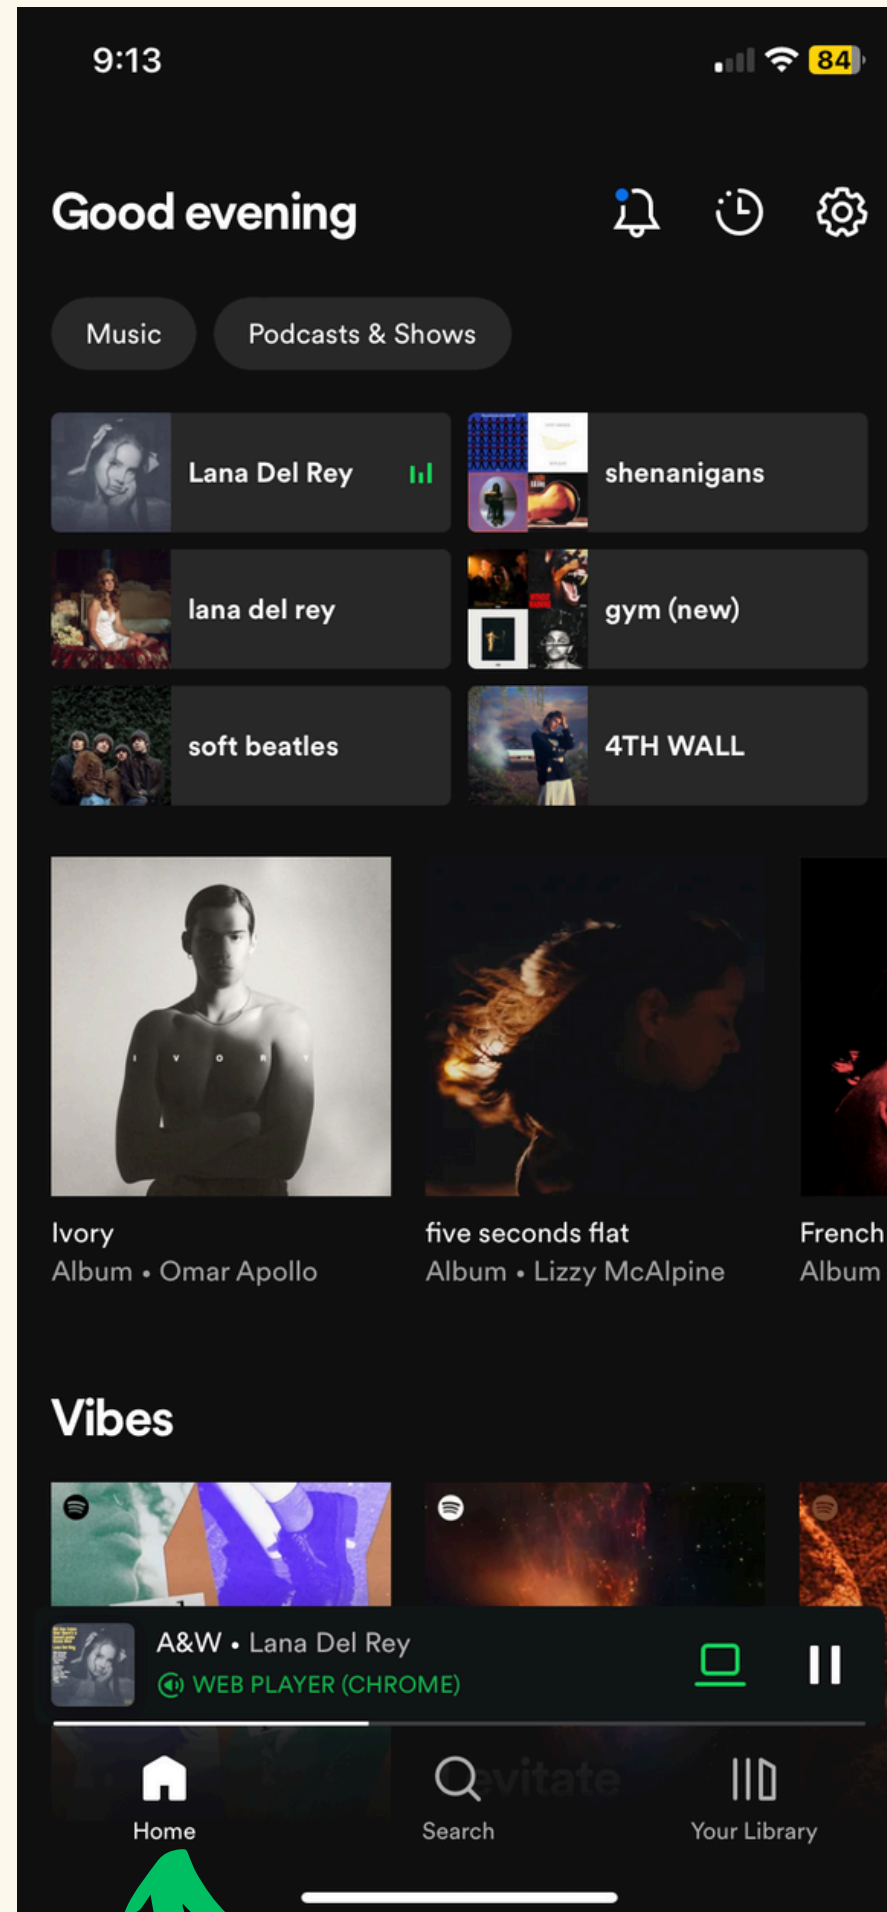 9:13
84
Good evening
Music
Podcasts & Shows
Lana Del Rey
shenanigans
lana del rey
gym (new)
soft beatles
4TH WALL
I V O R Y
Ivory
Album • Omar Apollo
five seconds flat
Album • Lizzy McAlpine
French
Album
Vibes
A&W • Lana Del Rey
WEB PLAYER (CHROME)
evitate
Home
Search
Your Library